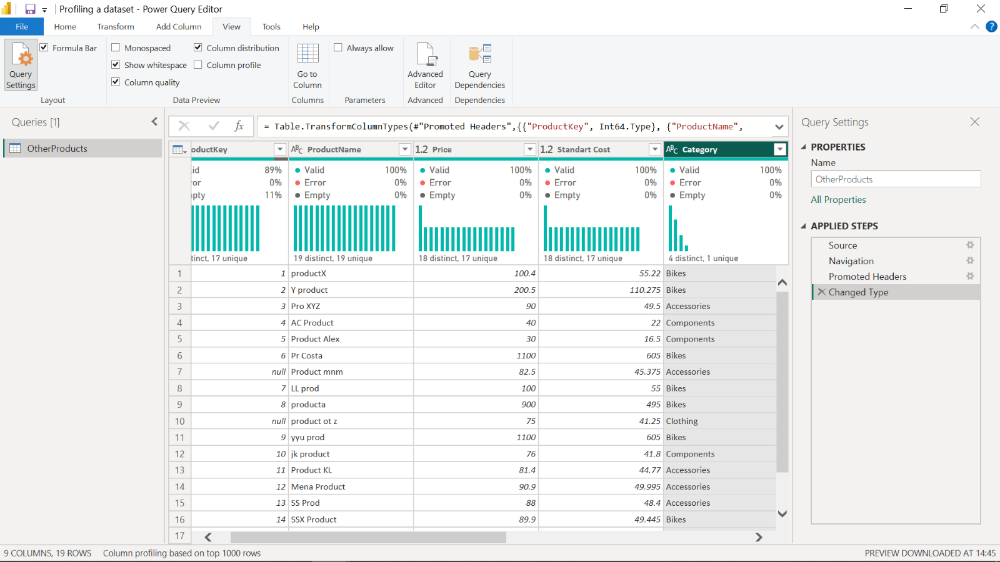 Profiling a dataset - Power Query Editor
File Home Transform Add Column View Tools Help
Query Settings
Formula Bar
Layout
Monospaced
Show whitespace
Column quality
Column distribution
Column profile
Data Preview
Go to Column
Columns
Always allow
Parameters
Advanced Editor
Advanced
Query Dependencies
Dependencies
Queries [1]
OtherProducts
fx
= Table.TransformColumnTypes(#"Promoted Headers",{{"ProductKey", Int64.Type}, {"ProductName",
oductKey ABC ProductName 1.2 Price 1.2 Standart Cost ABC Category
id 89% Valid 100% Valid 100% Valid 100% Valid 100%
or 0% Error 0% Error 0% Error 0% Error 0%
pty 11% Empty 0% Empty 0% Empty 0% Empty 0%
tinct, 17 unique 19 distinct, 19 unique 18 distinct, 17 unique 18 distinct, 17 unique 4 distinct, 1 unique
1 1 productX 100.4 55.22 Bikes
2 2 Y product 200.5 110.275 Bikes
3 3 Pro XYZ 90 49.5 Accessories
4 4 AC Product 40 22 Components
5 5 Product Alex 30 16.5 Components
6 6 Pr Costa 1100 605 Bikes
7 null Product mnm 82.5 45.375 Accessories
8 7 LL prod 100 55 Bikes
9 8 producta 900 495 Bikes
10 null product ot z 75 41.25 Clothing
11 9 yyu prod 1100 605 Bikes
12 10 jk product 76 41.8 Components
13 11 Product KL 81.4 44.77 Accessories
14 12 Mena Product 90.9 49.995 Accessories
15 13 SS Prod 88 48.4 Accessories
16 14 SSX Product 89.9 49.445 Bikes
17
Query Settings
PROPERTIES
Name
OtherProducts
All Properties
APPLIED STEPS
Source
Navigation
Promoted Headers
Changed Type
9 COLUMNS, 19 ROWS Column profiling based on top 1000 rows PREVIEW DOWNLOADED AT 14:45